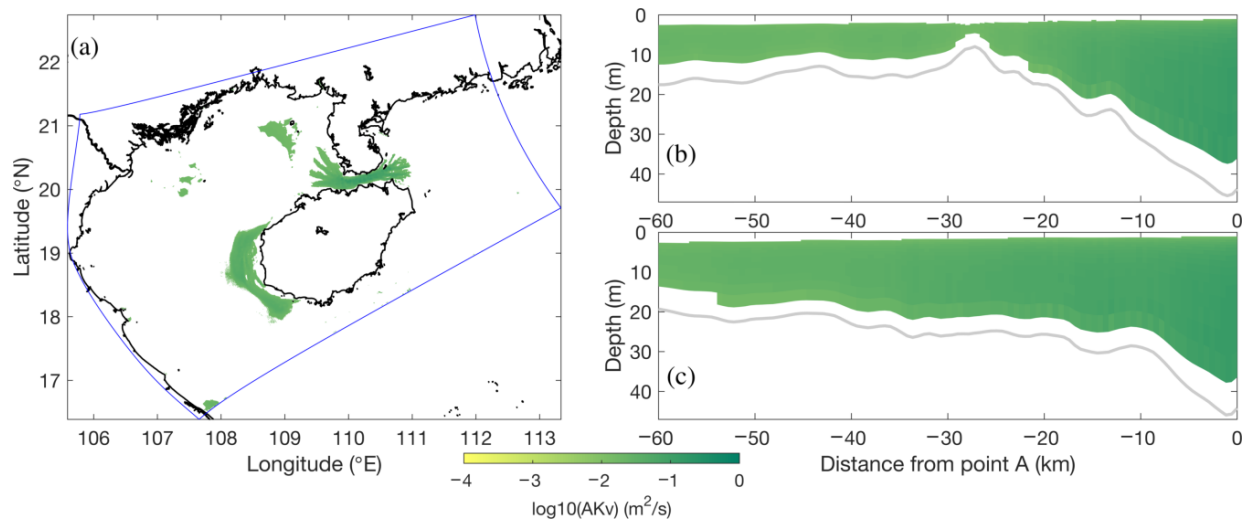 (a)
22
21
20
19
18
17
Latitude (°N)
106 107 108 109 110 111 112 113
Longitude (°E)
0
10
20
30
40
Depth (m)
(b)
−60 −50 −40 −30 −20 −10 0
0
10
20
30
40
Depth (m)
(c)
−60 −50 −40 −30 −20 −10 0
Distance from point A (km)
−4 −3 −2 −1 0
log10(AKv) (m²/s)